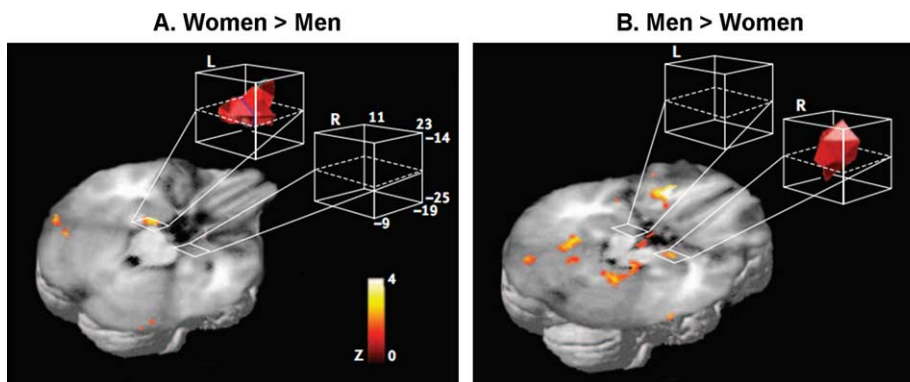 A. Women > Men
B. Men > Women
L
R
11
23
−14
−25
−19
−9
4
Z
0
L
R